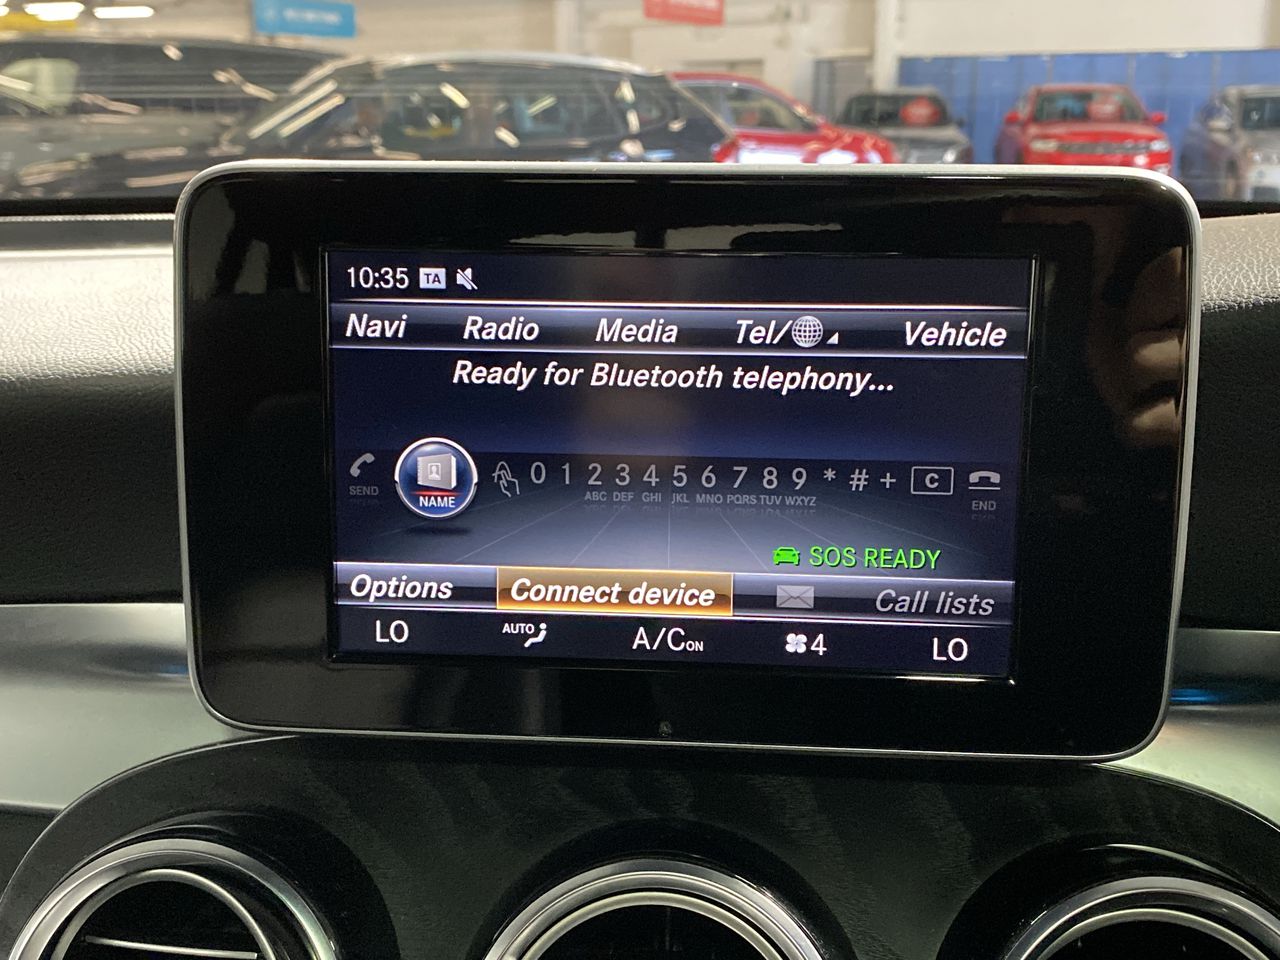 10:35 TA
Navi Radio Media Tel/ Vehicle
Ready for Bluetooth telephony...
SEND NAME 0 1 2 3 4 5 6 7 8 9 * # + C END
ABC DEF GHI JKL MNO PQRS TUV WXYZ
SOS READY
Options Connect device Call lists
LO AUTO A/C ON 4 LO